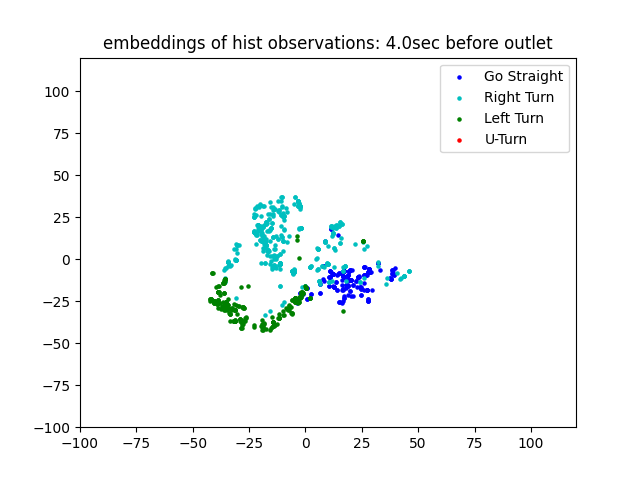 embeddings of hist observations: 4.0sec before outlet
Go Straight
Right Turn
Left Turn
U-Turn
100
75
50
25
0
−25
−50
−75
−100
−100 −75 −50 −25 0 25 50 75 100